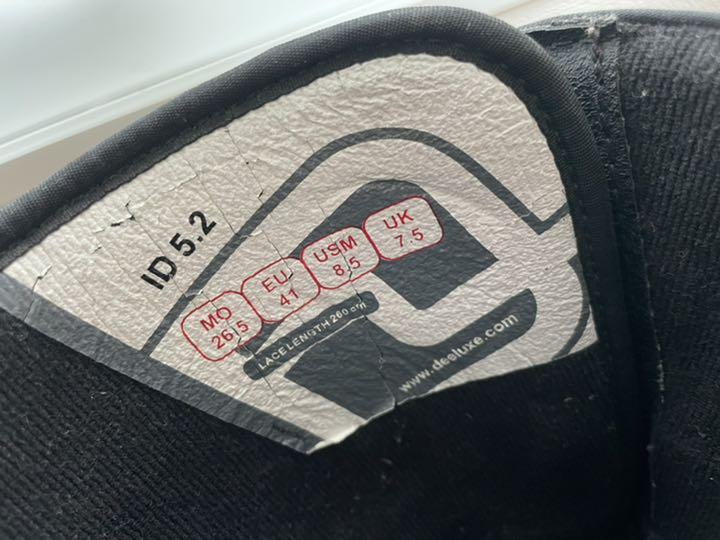 ID 5.2
MO
26.5
EU
41
USM
8.5
UK
7.5
LACE LENGTH 260 cm
www.deeluxe.com